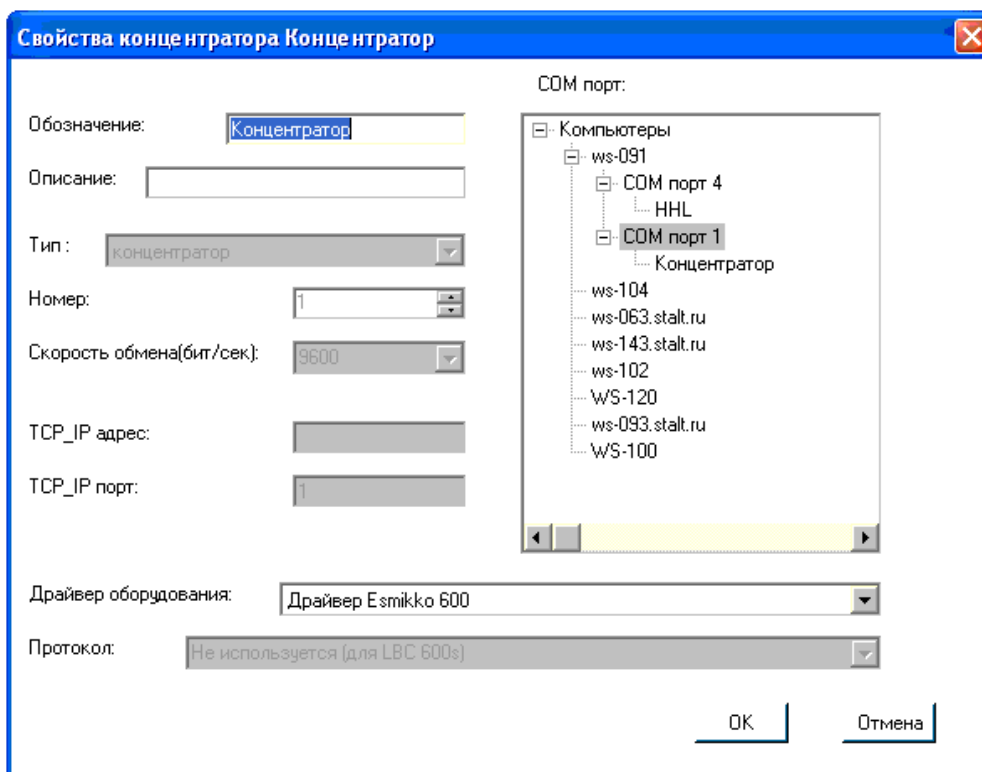 Свойства концентратора Концентратор
COM порт:
Обозначение:
Концентратор
Описание:
Тип :
концентратор
Номер:
1
Скорость обмена(бит/сек):
9600
TCP_IP адрес:
TCP_IP порт:
1
Компьютеры
ws-091
COM порт 4
HHL
COM порт 1
Концентратор
ws-104
ws-063.stalt.ru
ws-143.stalt.ru
ws-102
WS-120
ws-093.stalt.ru
WS-100
Драйвер оборудования:
Драйвер Esmikko 600
Протокол:
Не используется (для LBC 600s)
OK
Отмена